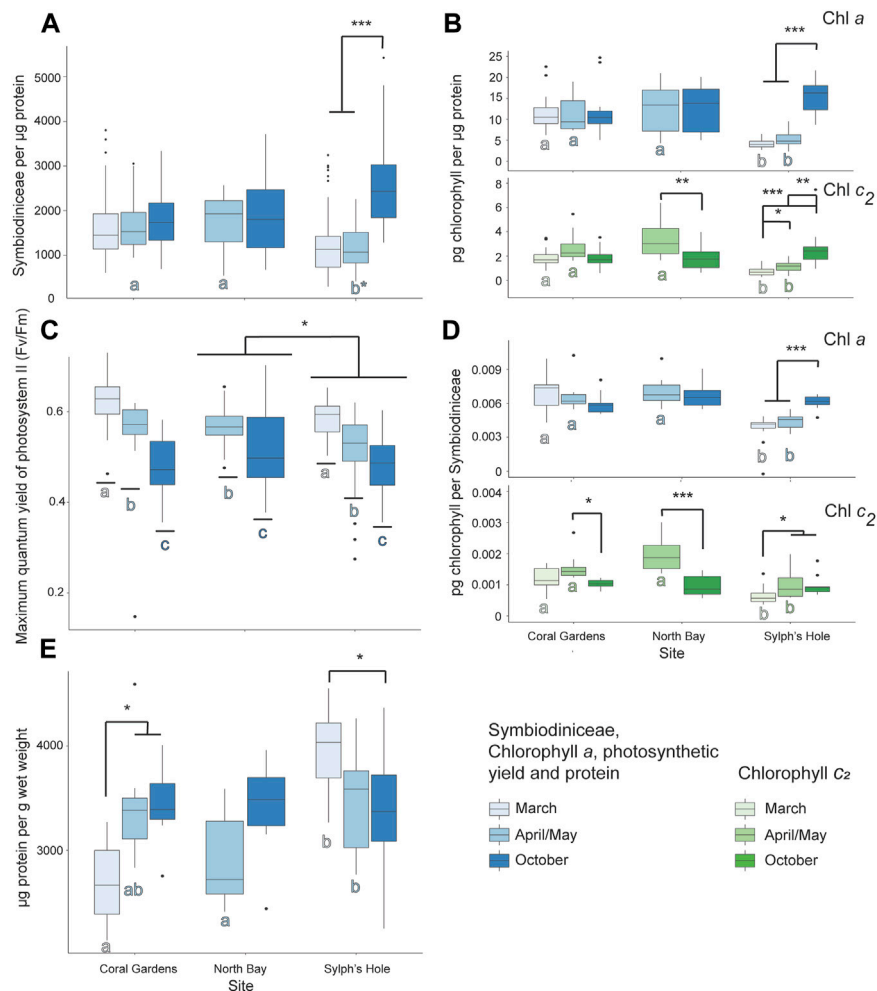 A
Symbiodiniceae per µg protein
5000
4000
3000
2000
1000
0
***
a
a
b*
B
Chl a
pg chlorophyll per µg protein
25
20
15
10
5
0
***
a
a
a
b
b
Chl c2
6
4
2
0
**
***
**
*
a
a
a
b
b
C
Maximum quantum yield of photosystem II (Fv/Fm)
0.6
0.4
0.2
*
a
b
c
b
c
a
b
c
D
Chl a
pg chlorophyll per Symbiodiniceae
0.009
0.006
0.003
0
***
a
a
a
b
b
Chl c2
0.004
0.003
0.002
0.001
0
*
***
*
a
a
a
b
b
Coral Gardens North Bay Sylph's Hole
Site
E
µg protein per g wet weight
4000
3000
*
*
a
ab
a
b
b
Coral Gardens North Bay Sylph's Hole
Site
Symbiodiniceae,
Chlorophyll a, photosynthetic
yield and protein
March
April/May
October
Chlorophyll c2
March
April/May
October